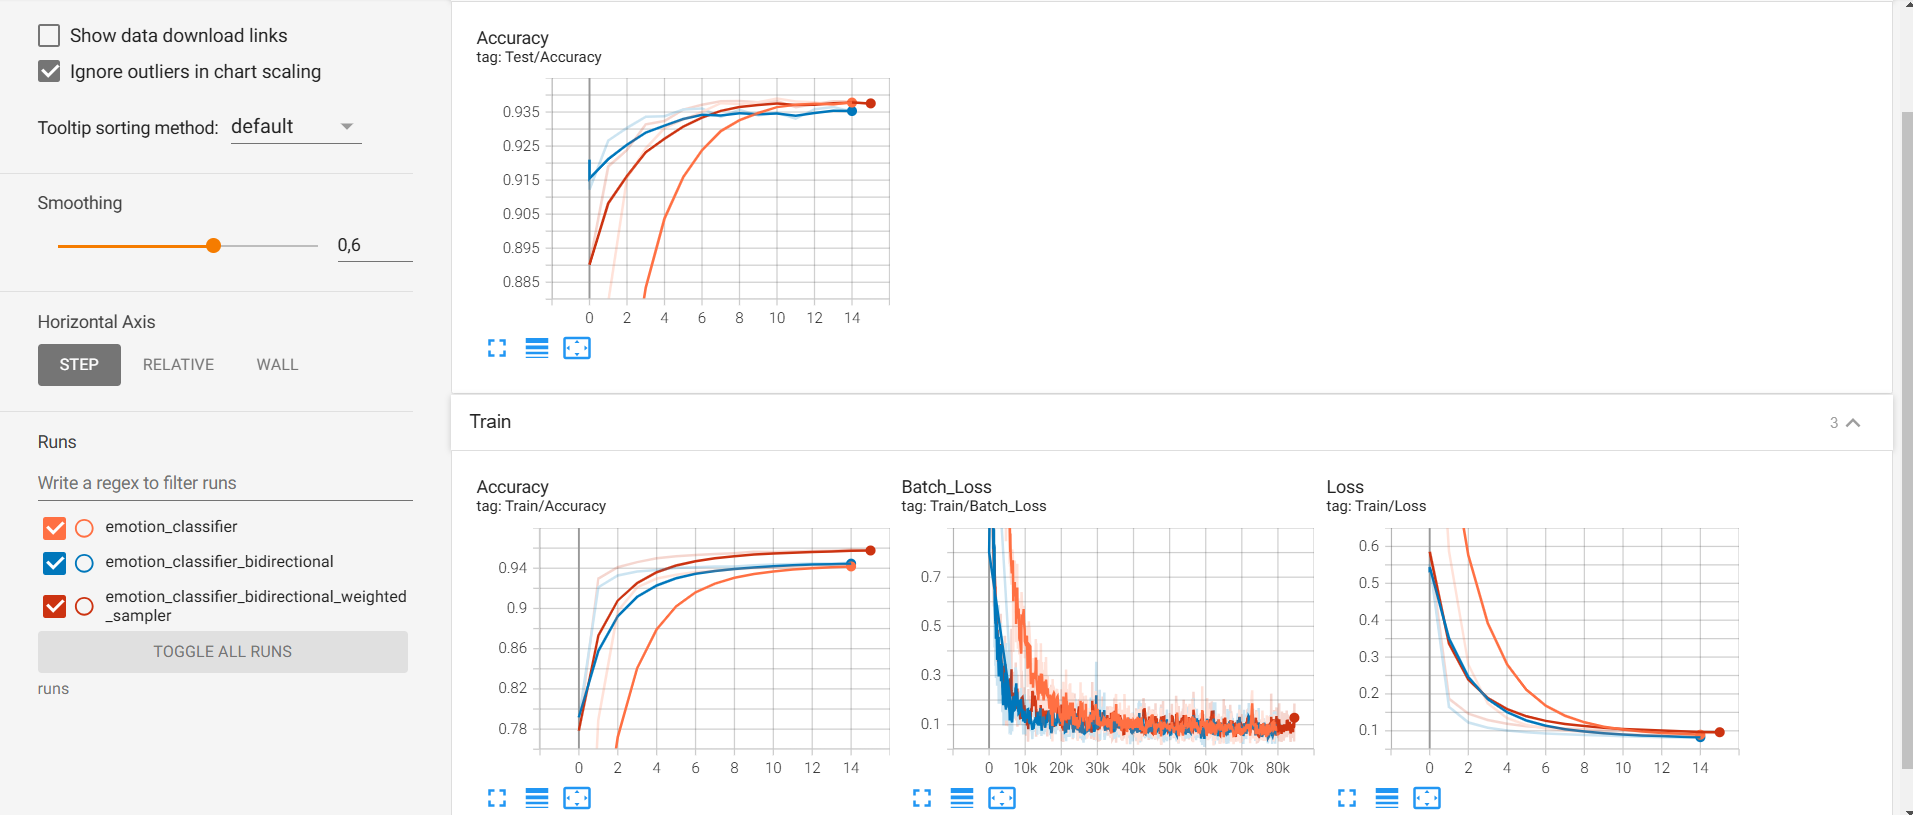 Show data download links
Ignore outliers in chart scaling
Tooltip sorting method: default
Smoothing
0,6
Horizontal Axis
STEP RELATIVE WALL
Runs
Write a regex to filter runs
emotion_classifier
emotion_classifier_bidirectional
emotion_classifier_bidirectional_weighted
_sampler
TOGGLE ALL RUNS
runs
Accuracy
tag: Test/Accuracy
0.935
0.925
0.915
0.905
0.895
0.885
0 2 4 6 8 10 12 14
Train
3
Accuracy
tag: Train/Accuracy
0.94
0.9
0.86
0.82
0.78
0 2 4 6 8 10 12 14
Batch_Loss
tag: Train/Batch_Loss
0.7
0.5
0.3
0.1
0 10k 20k 30k 40k 50k 60k 70k 80k
Loss
tag: Train/Loss
0.6
0.5
0.4
0.3
0.2
0.1
0 2 4 6 8 10 12 14